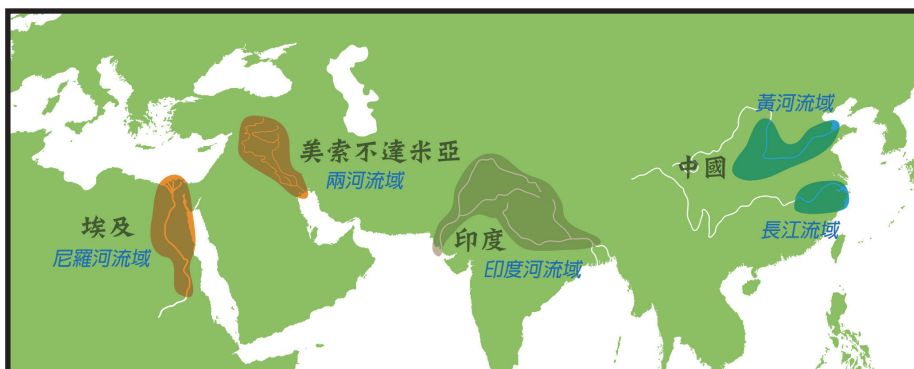 黃河流域
美索不達米亞
兩河流域
中國
埃及
尼羅河流域
印度
印度河流域
長江流域